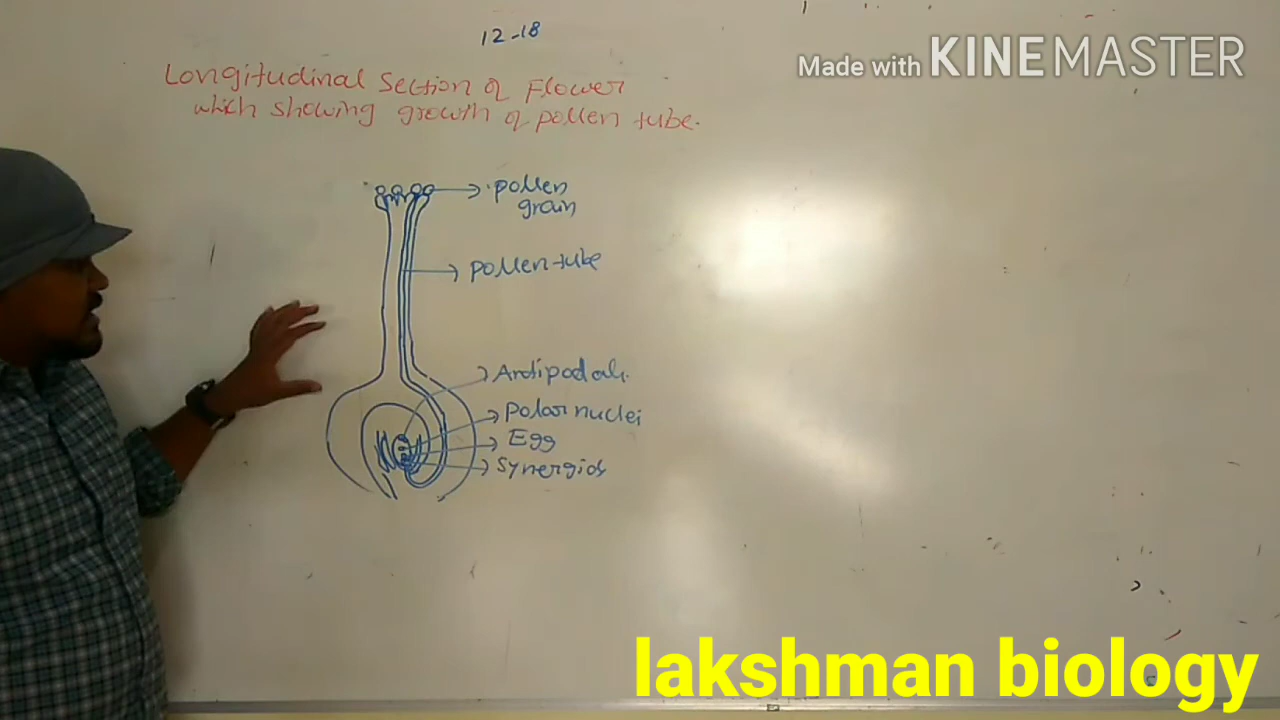 12-18
Made with KINEMASTER
Longitudinal Section of Flower
which showing growth of pollen tube.
pollen
grain
pollen tube
Antipodals.
Polar nuclei
Egg
Synergids
lakshman biology